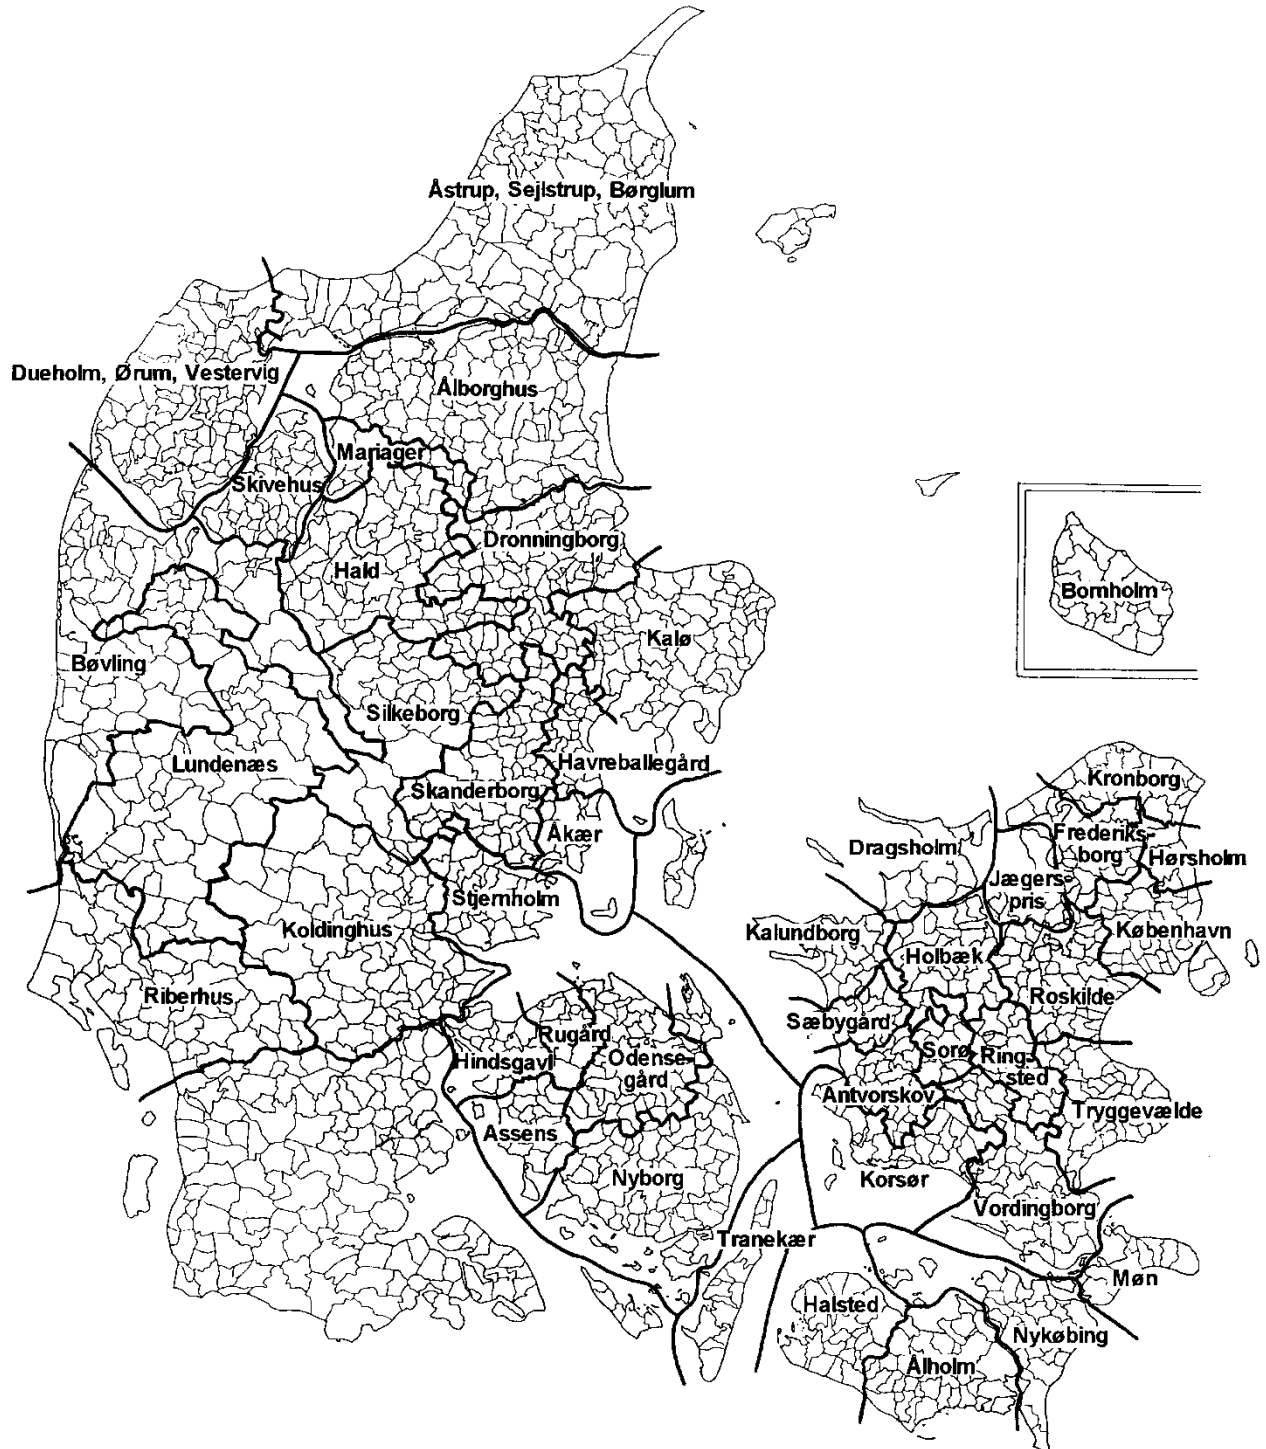 Åstrup, Sejlstrup, Børglum
Dueholm, Ørum, Vestervig
Ålborghus
Mariager
Skivehus
Dronningborg
Hald
Bornholm
Kalø
Bøvling
Silkeborg
Lundenæs
Havreballegård
Skanderborg
Kronborg
Åkær
Frederiks-
borg
Hørsholm
Dragsholm
Jægers-
pris
Stjernholm
Koldinghus
Kalundborg
København
Holbæk
Riberhus
Roskilde
Sæbygård
Rugård
Hindsgavl
Odense-
gård
Sorø
Ring-
sted
Antvorskov
Tryggevælde
Assens
Nyborg
Korsør
Vordingborg
Tranekær
Møn
Halsted
Nykøbing
Ålholm